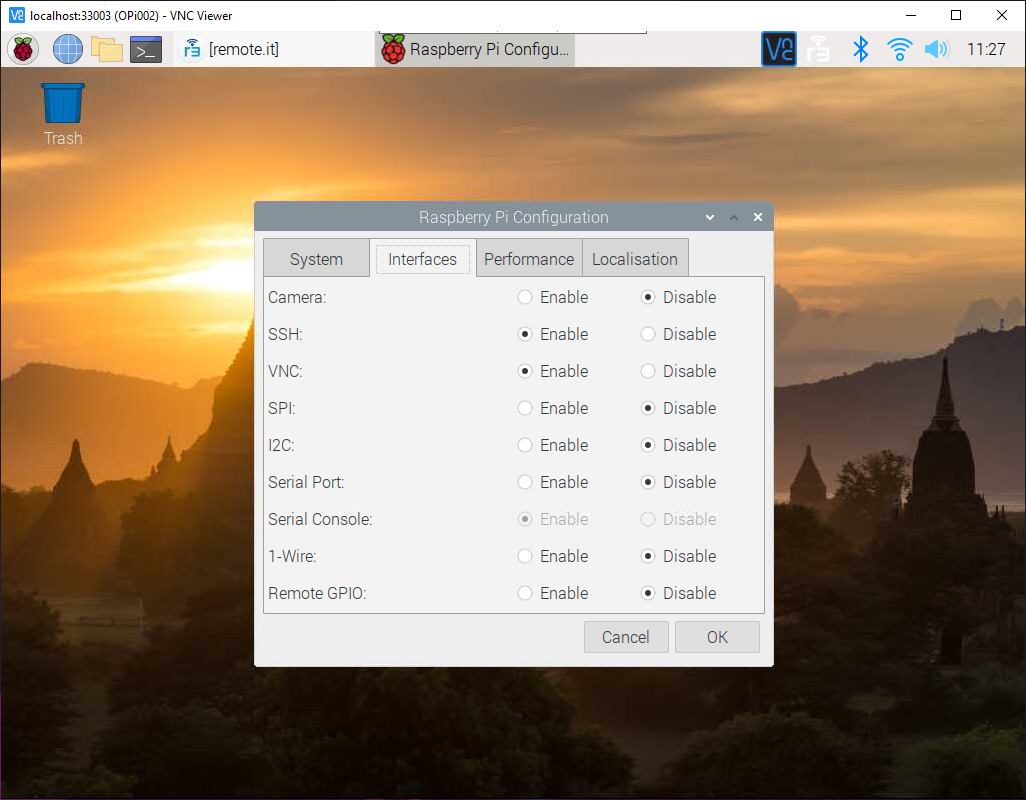 localhost:33003 (OPi002) - VNC Viewer
[remote.it]
Raspberry Pi Configu...
11:27
Trash
Raspberry Pi Configuration
System Interfaces Performance Localisation
Camera: Enable Disable
SSH: Enable Disable
VNC: Enable Disable
SPI: Enable Disable
I2C: Enable Disable
Serial Port: Enable Disable
Serial Console: Enable Disable
1-Wire: Enable Disable
Remote GPIO: Enable Disable
Cancel OK